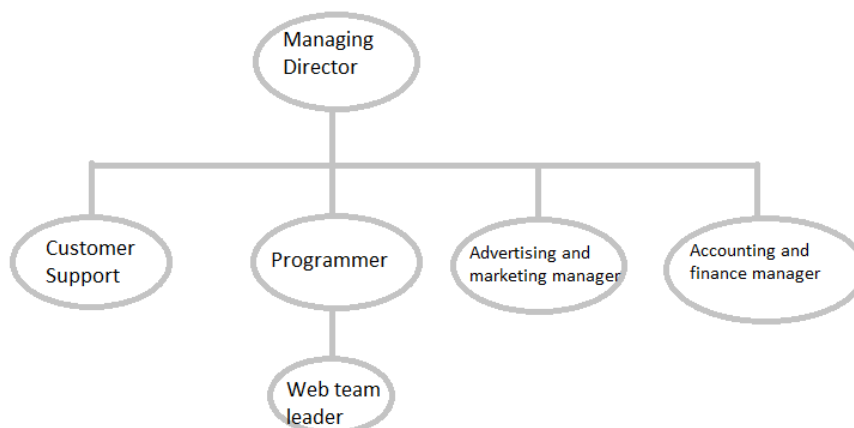 Managing
Director
Customer
Support
Programmer
Advertising and
marketing manager
Accounting and
finance manager
Web team
leader